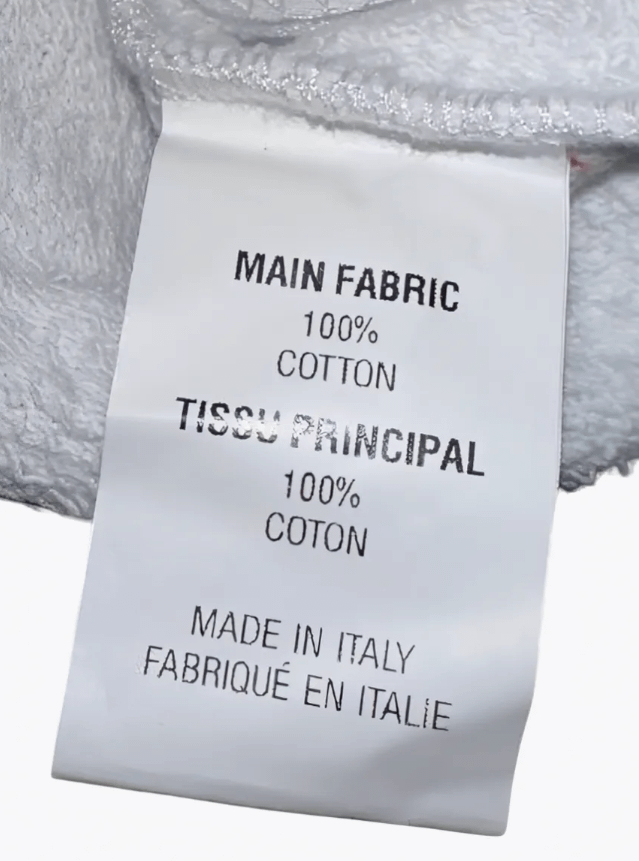 MAIN FABRIC
100%
COTTON
TISSU PRINCIPAL
100%
COTON
MADE IN ITALY
FABRIQUÉ EN ITALIE